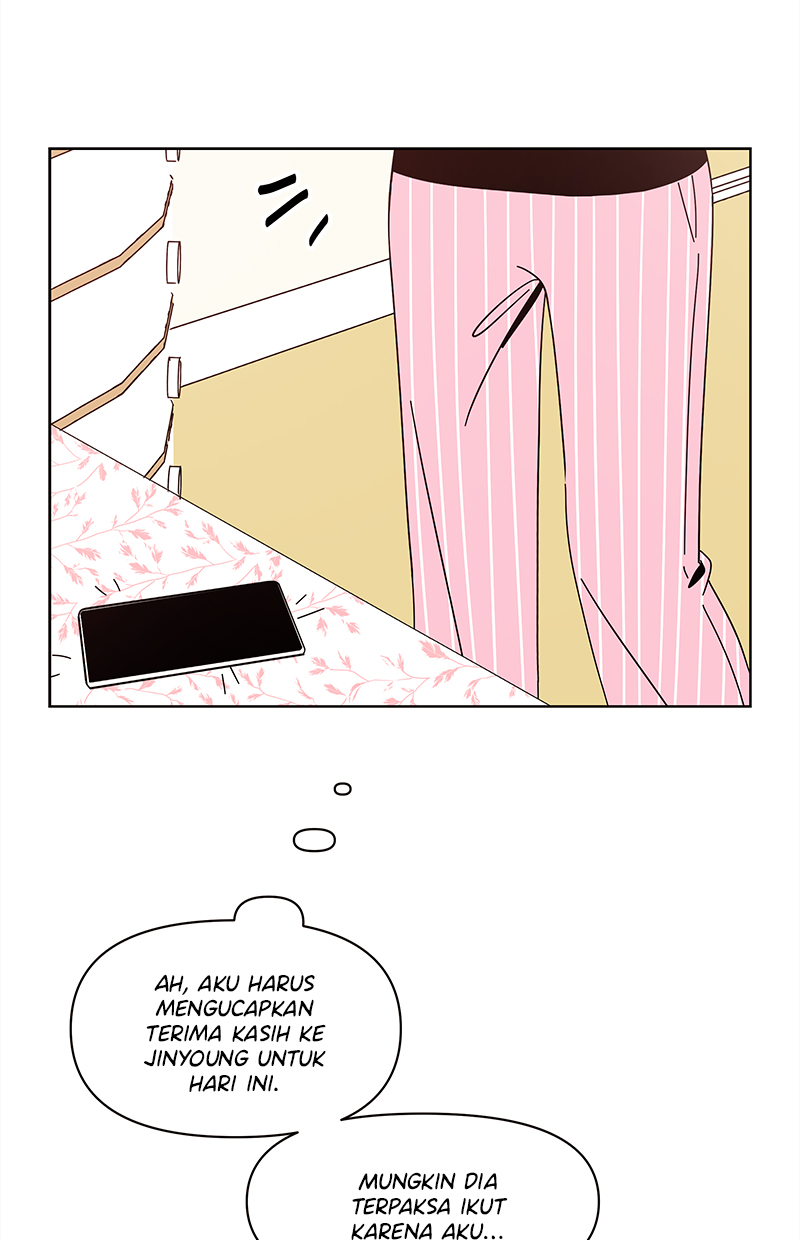 AH, AKU HARUS
MENGUCAPKAN
TERIMA KASIH KE
JINYOUNG UNTUK
HARI INI.
MUNGKIN DIA
TERPAKSA IKUT
KARENA AKU...